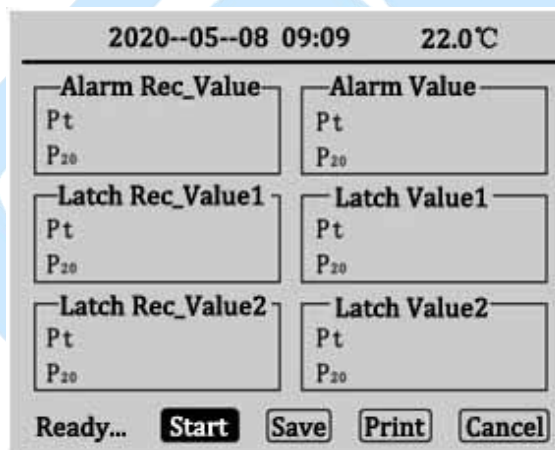 2020--05--08 09:09 22.0℃
Alarm Rec_Value Alarm Value
Pt Pt
P₂₀ P₂₀
Latch Rec_Value1 Latch Value1
Pt Pt
P₂₀ P₂₀
Latch Rec_Value2 Latch Value2
Pt Pt
P₂₀ P₂₀
Ready... Start Save Print Cancel